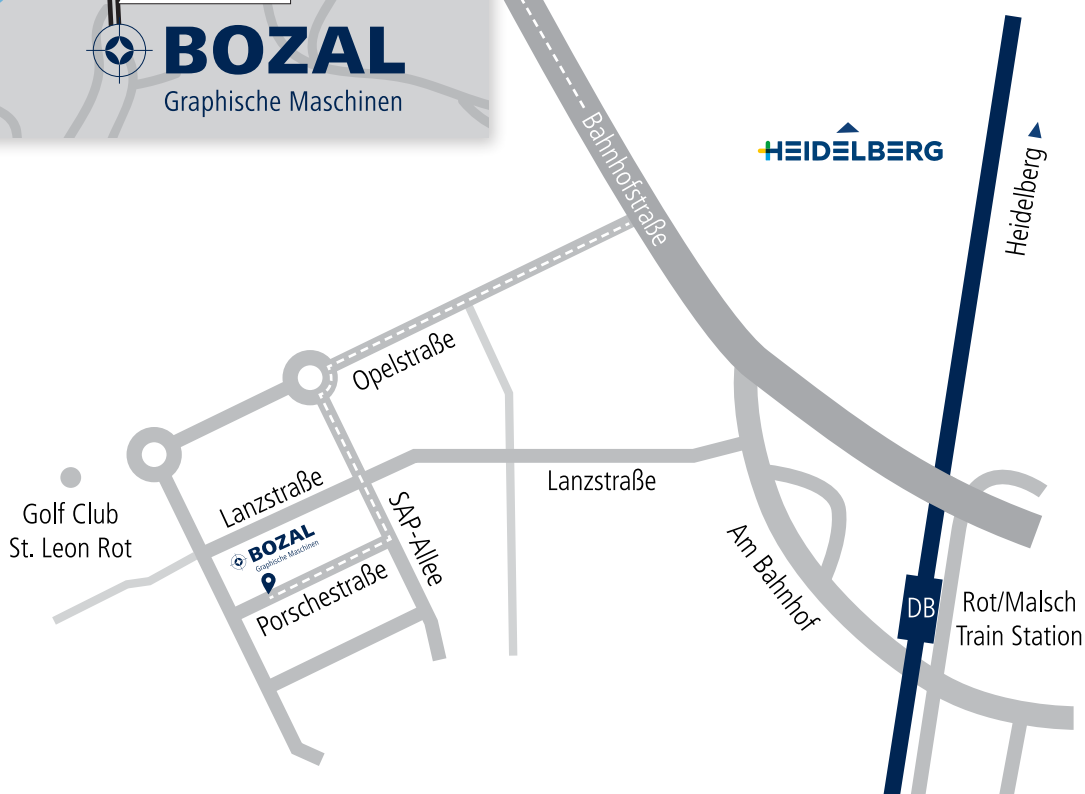 BOZAL
Graphische Maschinen
Bahnhofstraße
HEIDELBERG
Heidelberg
Opelstraße
Lanzstraße
Lanzstraße
Golf Club
St. Leon Rot
BOZAL
Graphische Maschinen
SAP-Allee
Porschestraße
Am Bahnhof
DB
Rot/Malsch
Train Station